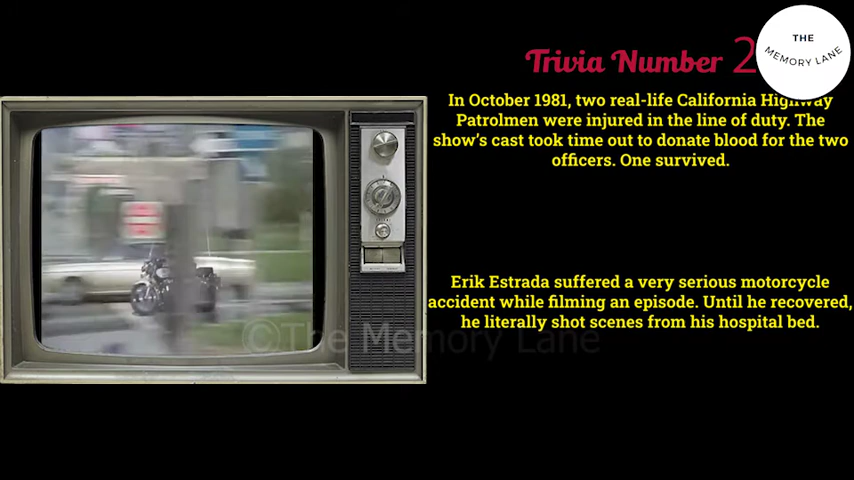 Trivia Number 2
THE
MEMORY LANE
In October 1981, two real-life California Highway
Patrolmen were injured in the line of duty. The
show's cast took time out to donate blood for the two
officers. One survived.
Erik Estrada suffered a very serious motorcycle
accident while filming an episode. Until he recovered,
he literally shot scenes from his hospital bed.
©The Memory Lane